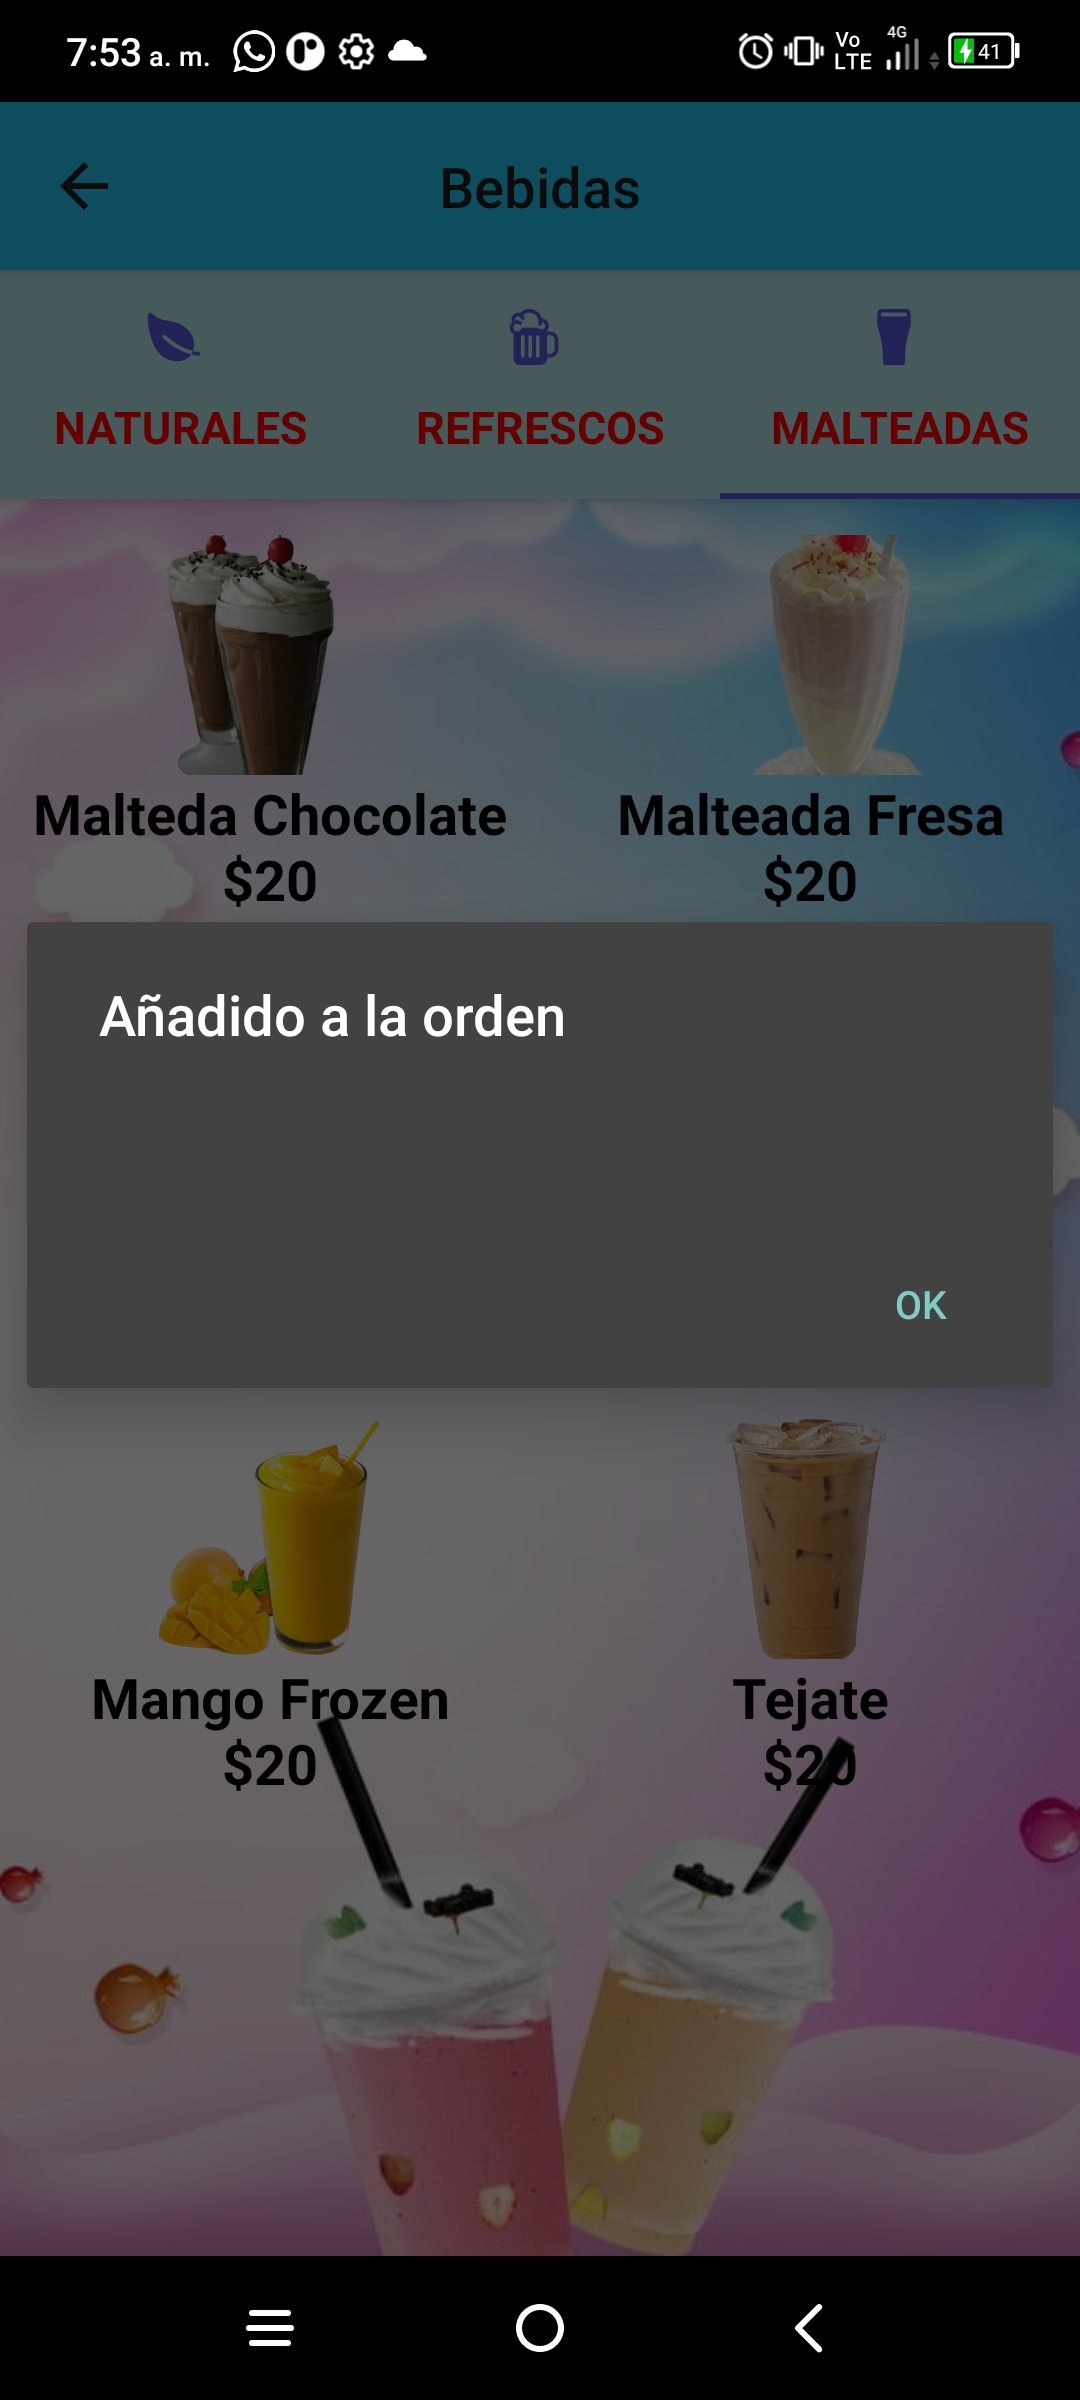 7:53 a. m.
Vo LTE 4G 41
Bebidas
NATURALES REFRESCOS MALTEADAS
Malteda Chocolate
$20
Malteada Fresa
$20
Añadido a la orden
OK
Mango Frozen
$20
Tejate
$20